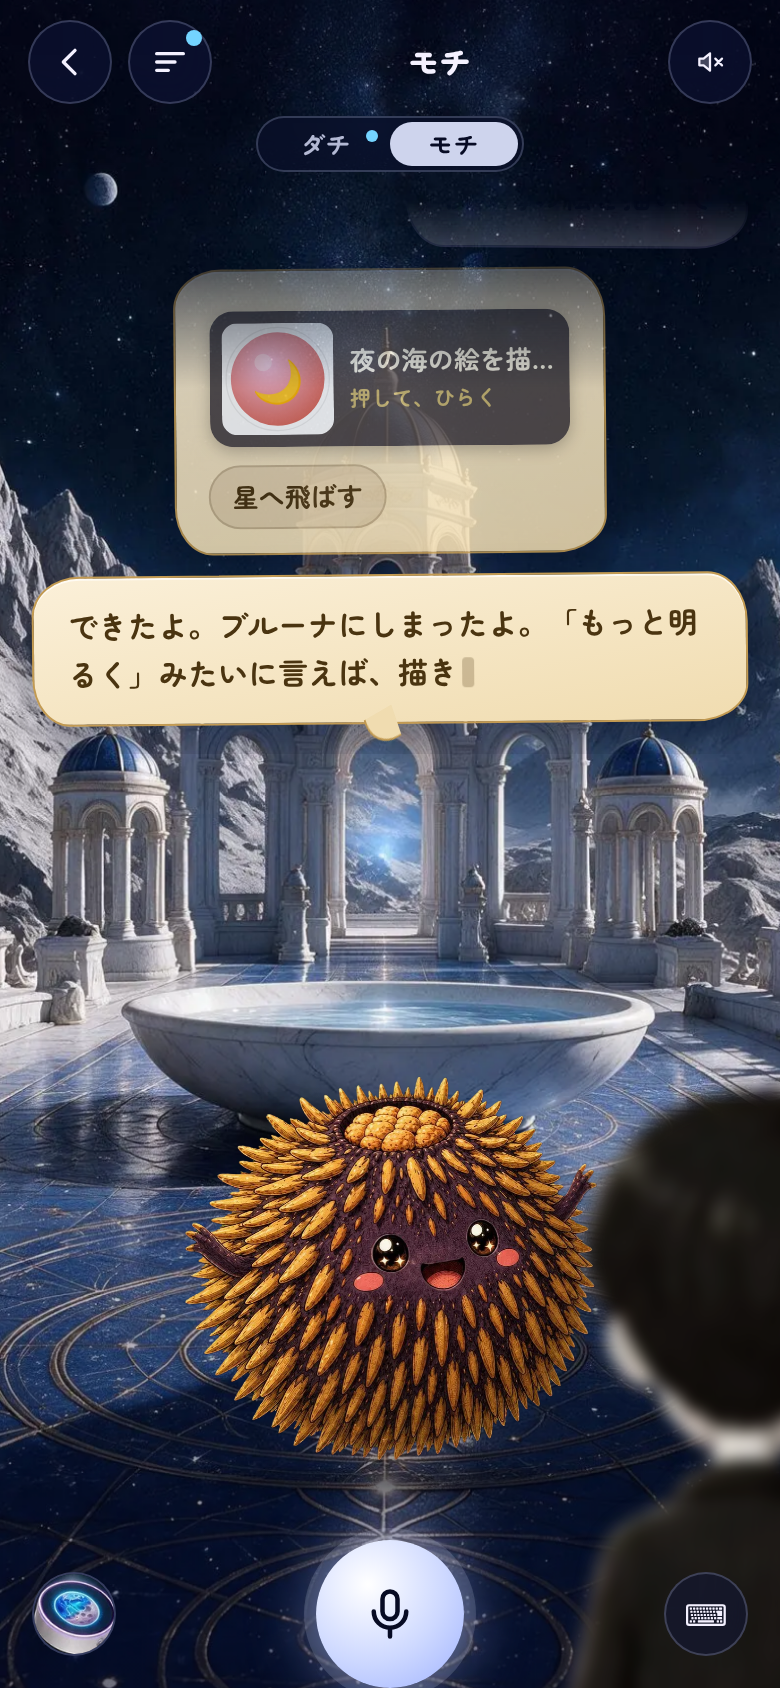 モチ
ダチ
モチ
夜の海の絵を描…
押して、ひらく
星へ飛ばす
できたよ。ブルーナにしまったよ。「もっと明
るく」みたいに言えば、描き